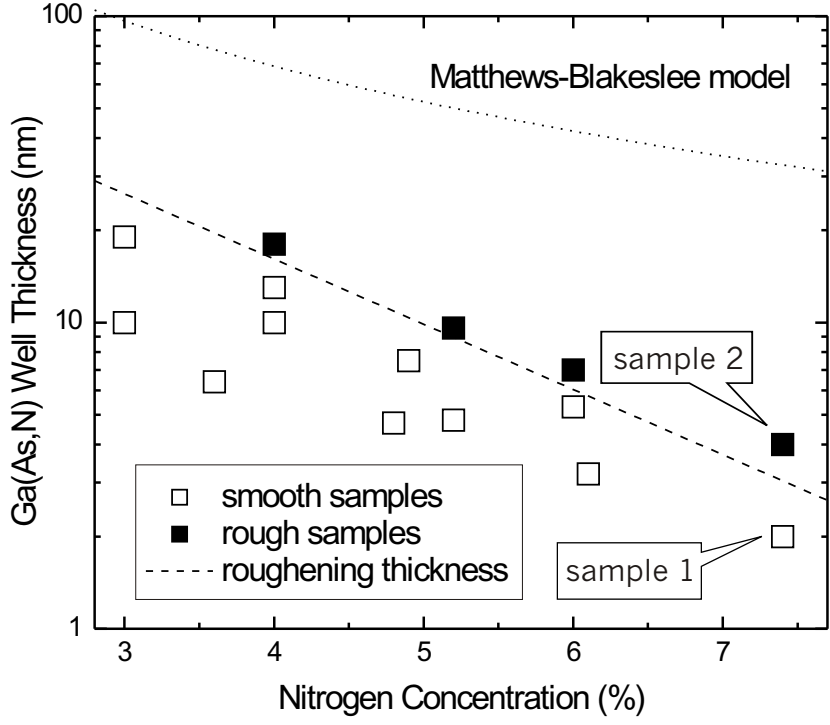 100
Matthews-Blakeslee model
Ga(As,N) Well Thickness (nm)
10
sample 2
smooth samples
rough samples
roughening thickness
sample 1
1
3 4 5 6 7
Nitrogen Concentration (%)